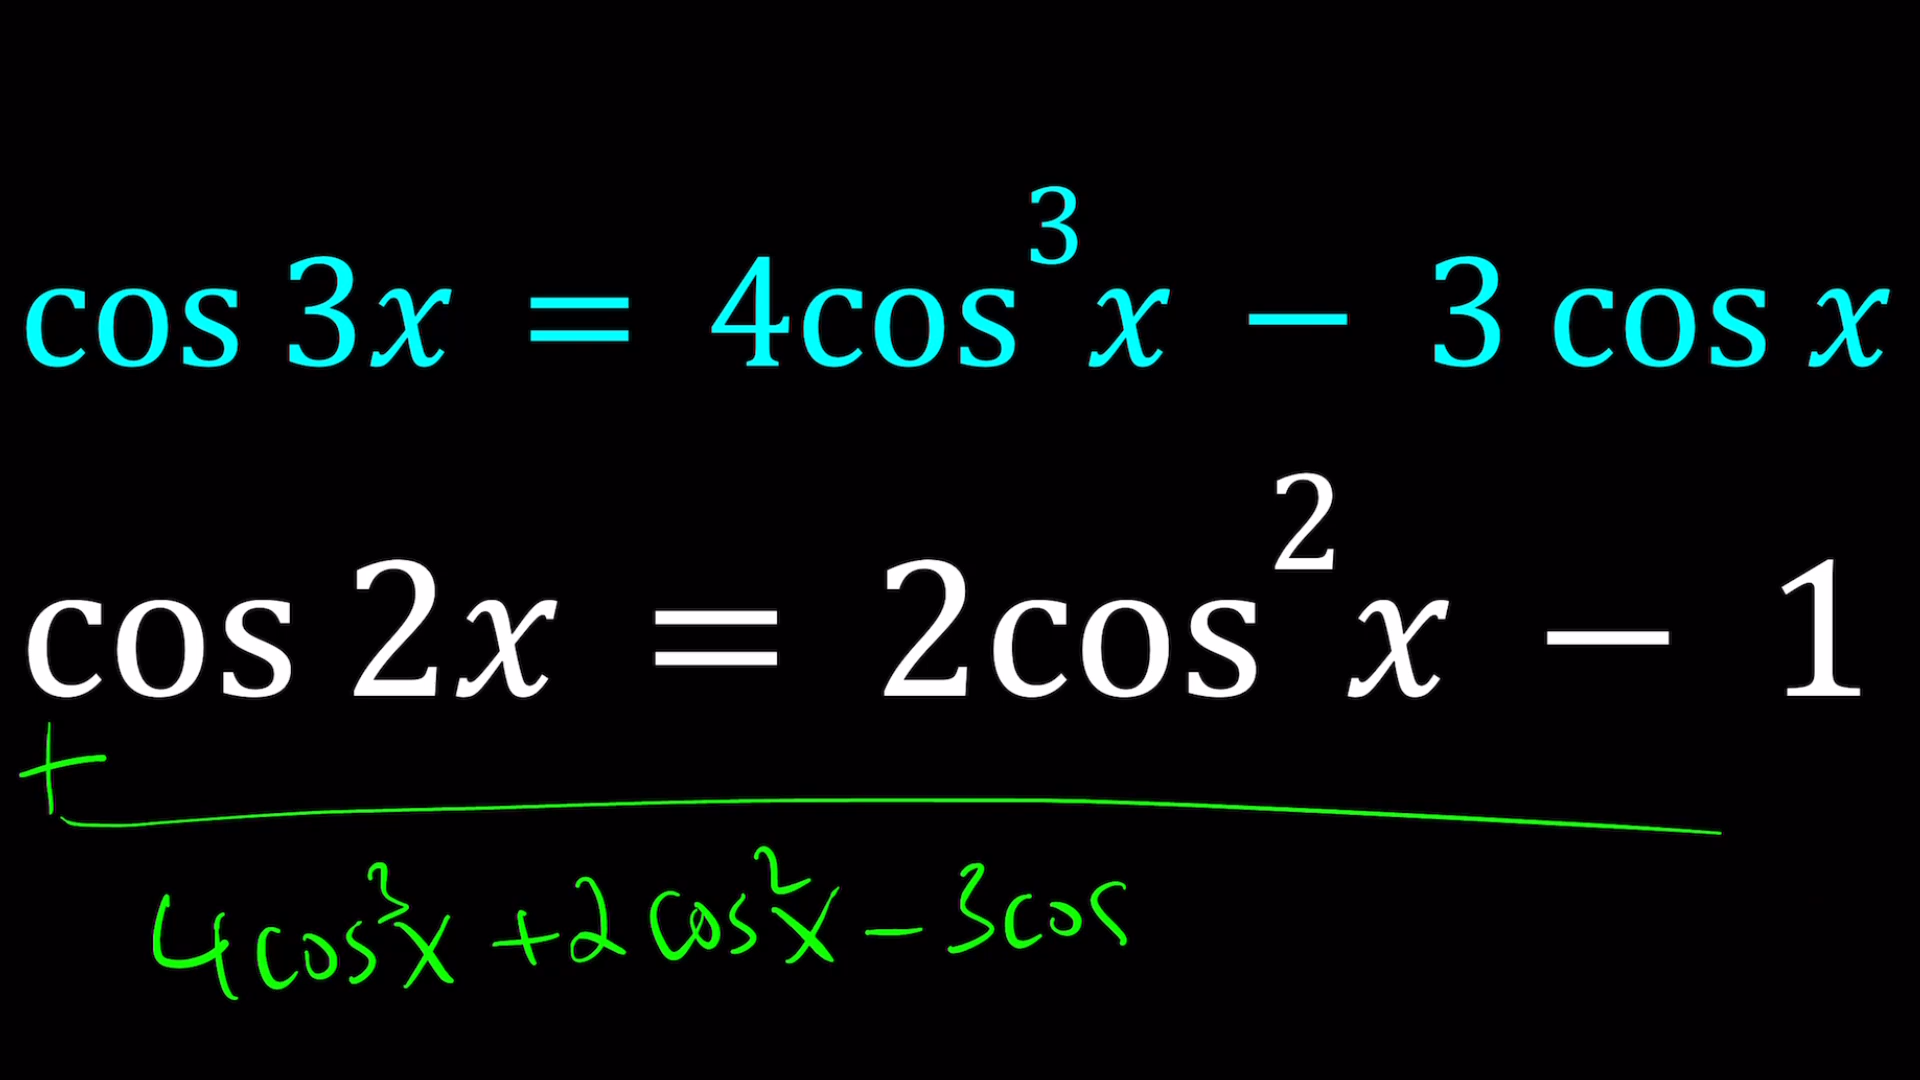 cos 3x = 4cos³x − 3 cos x
cos 2x = 2cos²x − 1
+
4cos³x + 2cos²x − 3cos